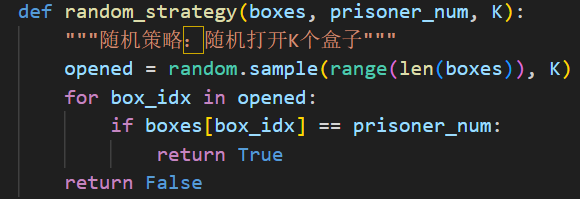 def random_strategy(boxes, prisoner_num, K):
    """随机策略：随机打开K个盒子"""
    opened = random.sample(range(len(boxes)), K)
    for box_idx in opened:
        if boxes[box_idx] == prisoner_num:
            return True
    return False